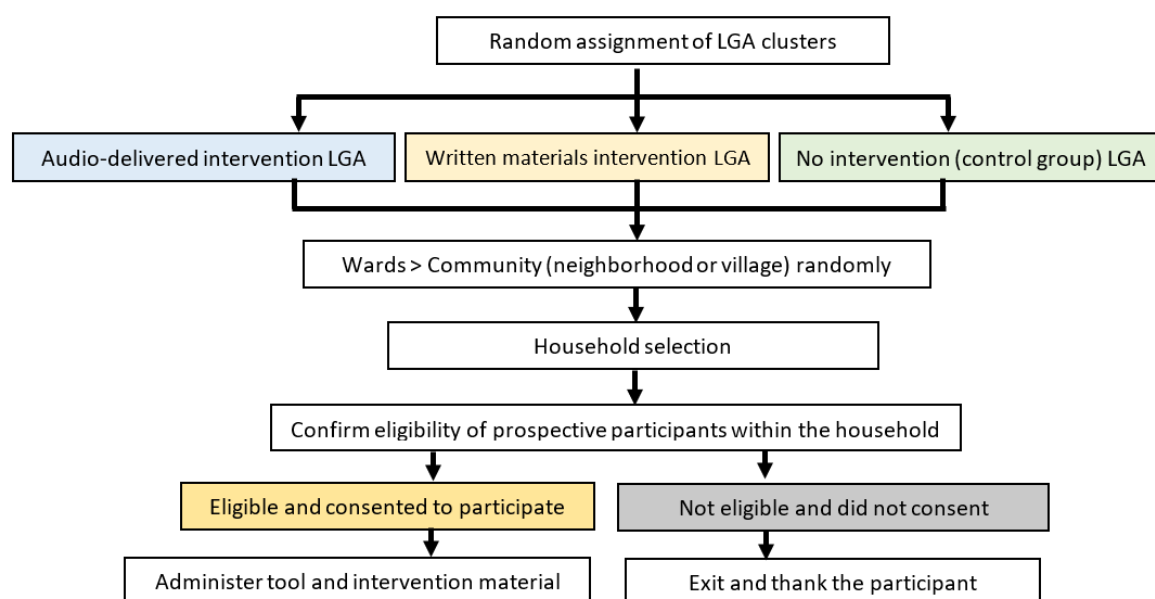 Random assignment of LGA clusters
Audio-delivered intervention LGA
Written materials intervention LGA
No intervention (control group) LGA
Wards > Community (neighborhood or village) randomly
Household selection
Confirm eligibility of prospective participants within the household
Eligible and consented to participate
Not eligible and did not consent
Administer tool and intervention material
Exit and thank the participant